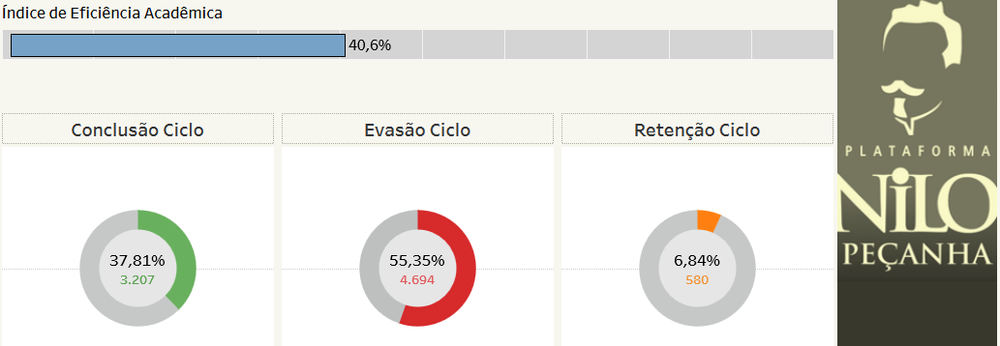 Índice de Eficiência Acadêmica
40,6%
Conclusão Ciclo
Evasão Ciclo
Retenção Ciclo
37,81%
3.207
55,35%
4.694
6,84%
580
PLATAFORMA
NILO
PEÇANHA